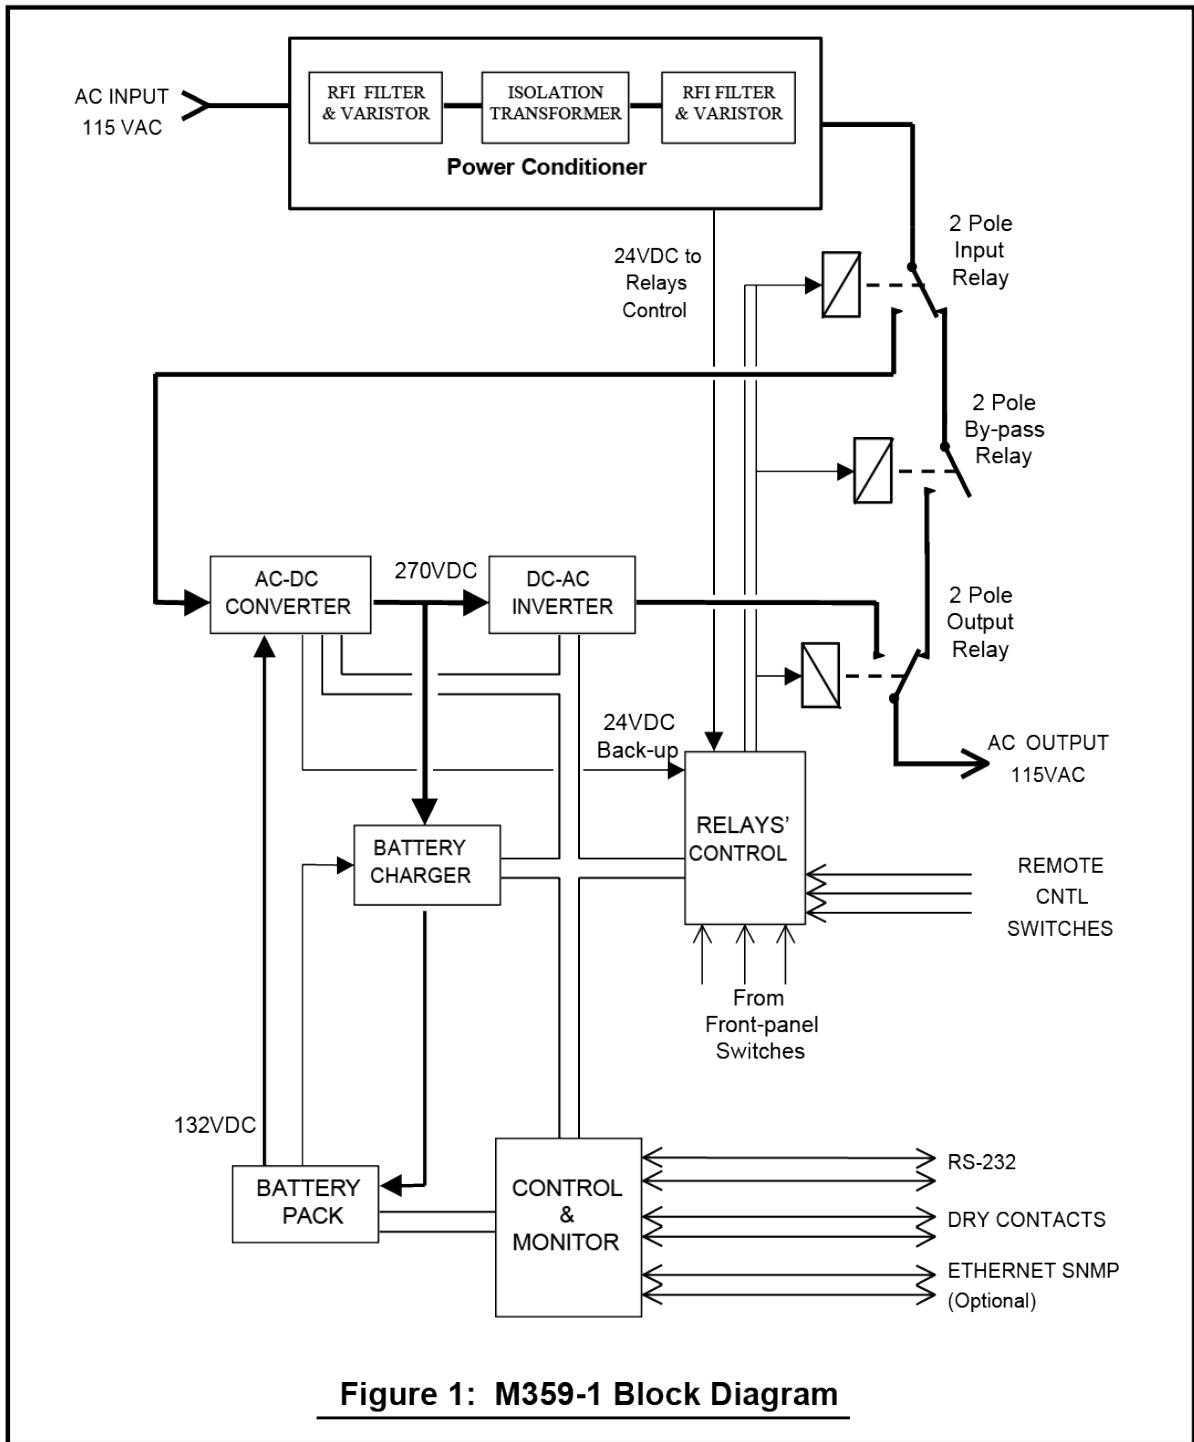 AC INPUT
115 VAC
RFI FILTER
& VARISTOR
ISOLATION
TRANSFORMER
RFI FILTER
& VARISTOR
Power Conditioner
24VDC to
Relays
Control
2 Pole
Input
Relay
2 Pole
By-pass
Relay
AC-DC
CONVERTER
270VDC
DC-AC
INVERTER
2 Pole
Output
Relay
24VDC
Back-up
AC OUTPUT
115VAC
RELAYS’
CONTROL
BATTERY
CHARGER
REMOTE
CNTL
SWITCHES
From
Front-panel
Switches
132VDC
BATTERY
PACK
CONTROL
&
MONITOR
RS-232
DRY CONTACTS
ETHERNET SNMP
(Optional)
Figure 1: M359-1 Block Diagram